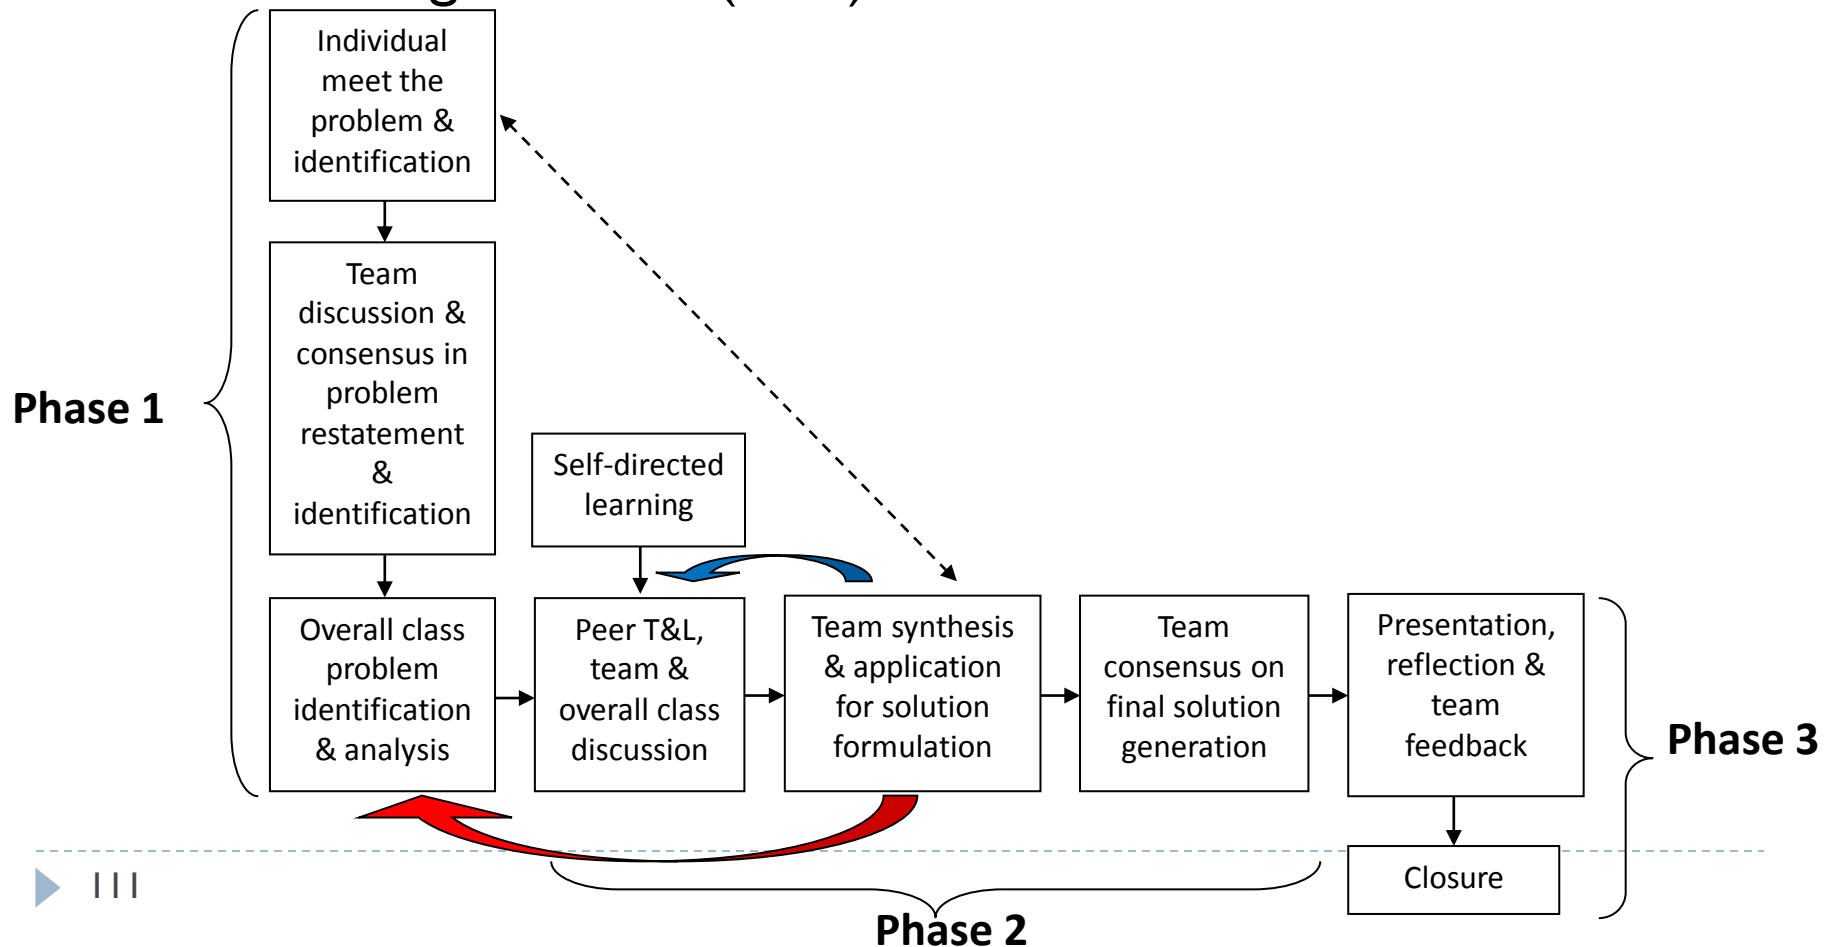 Individual
meet the
problem &
identification
Team
discussion &
consensus in
problem
restatement
&
identification
Phase 1
Self-directed
learning
Overall class
problem
identification
& analysis
Peer T&L,
team &
overall class
discussion
Team synthesis
& application
for solution
formulation
Team
consensus on
final solution
generation
Presentation,
reflection &
team
feedback
Phase 3
Closure
111
Phase 2